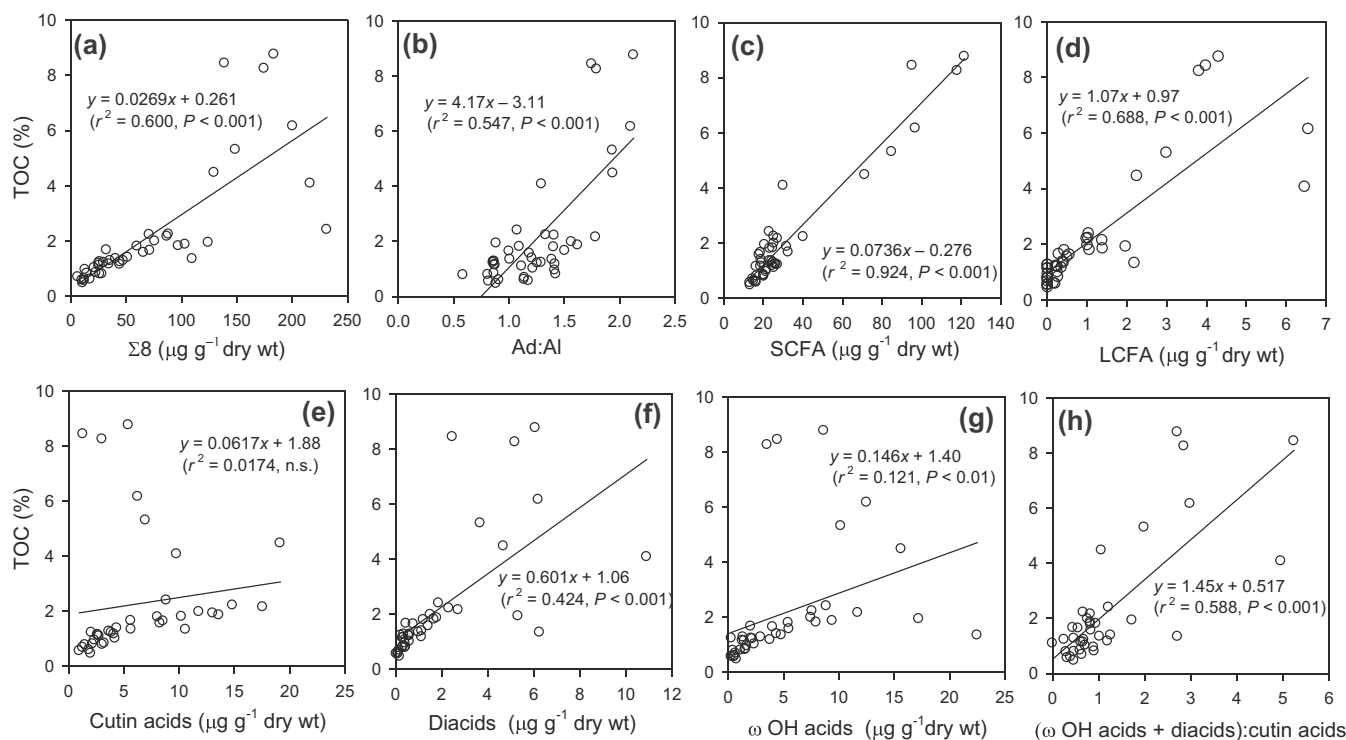 (a)
y = 0.0269x + 0.261
(r² = 0.600, P < 0.001)
TOC (%)
10
8
6
4
2
0
0 50 100 150 200 250
Σ8 (μg g⁻¹ dry wt)
(b)
y = 4.17x – 3.11
(r² = 0.547, P < 0.001)
10
8
6
4
2
0
0.0 0.5 1.0 1.5 2.0 2.5
Ad:Al
(c)
y = 0.0736x – 0.276
(r² = 0.924, P < 0.001)
10
8
6
4
2
0
0 20 40 60 80 100 120 140
SCFA (μg g⁻¹ dry wt)
(d)
y = 1.07x + 0.97
(r² = 0.688, P < 0.001)
10
8
6
4
2
0
0 1 2 3 4 5 6 7
LCFA (μg g⁻¹ dry wt)
(e)
y = 0.0617x + 1.88
(r² = 0.0174, n.s.)
TOC (%)
10
8
6
4
2
0
0 5 10 15 20 25
Cutin acids (μg g⁻¹ dry wt)
(f)
y = 0.601x + 1.06
(r² = 0.424, P < 0.001)
10
8
6
4
2
0
0 2 4 6 8 10 12
Diacids (μg g⁻¹ dry wt)
(g)
y = 0.146x + 1.40
(r² = 0.121, P < 0.01)
10
8
6
4
2
0
0 5 10 15 20 25
ω OH acids (μg g⁻¹dry wt)
(h)
y = 1.45x + 0.517
(r² = 0.588, P < 0.001)
10
8
6
4
2
0
0 1 2 3 4 5 6
(ω OH acids + diacids):cutin acids